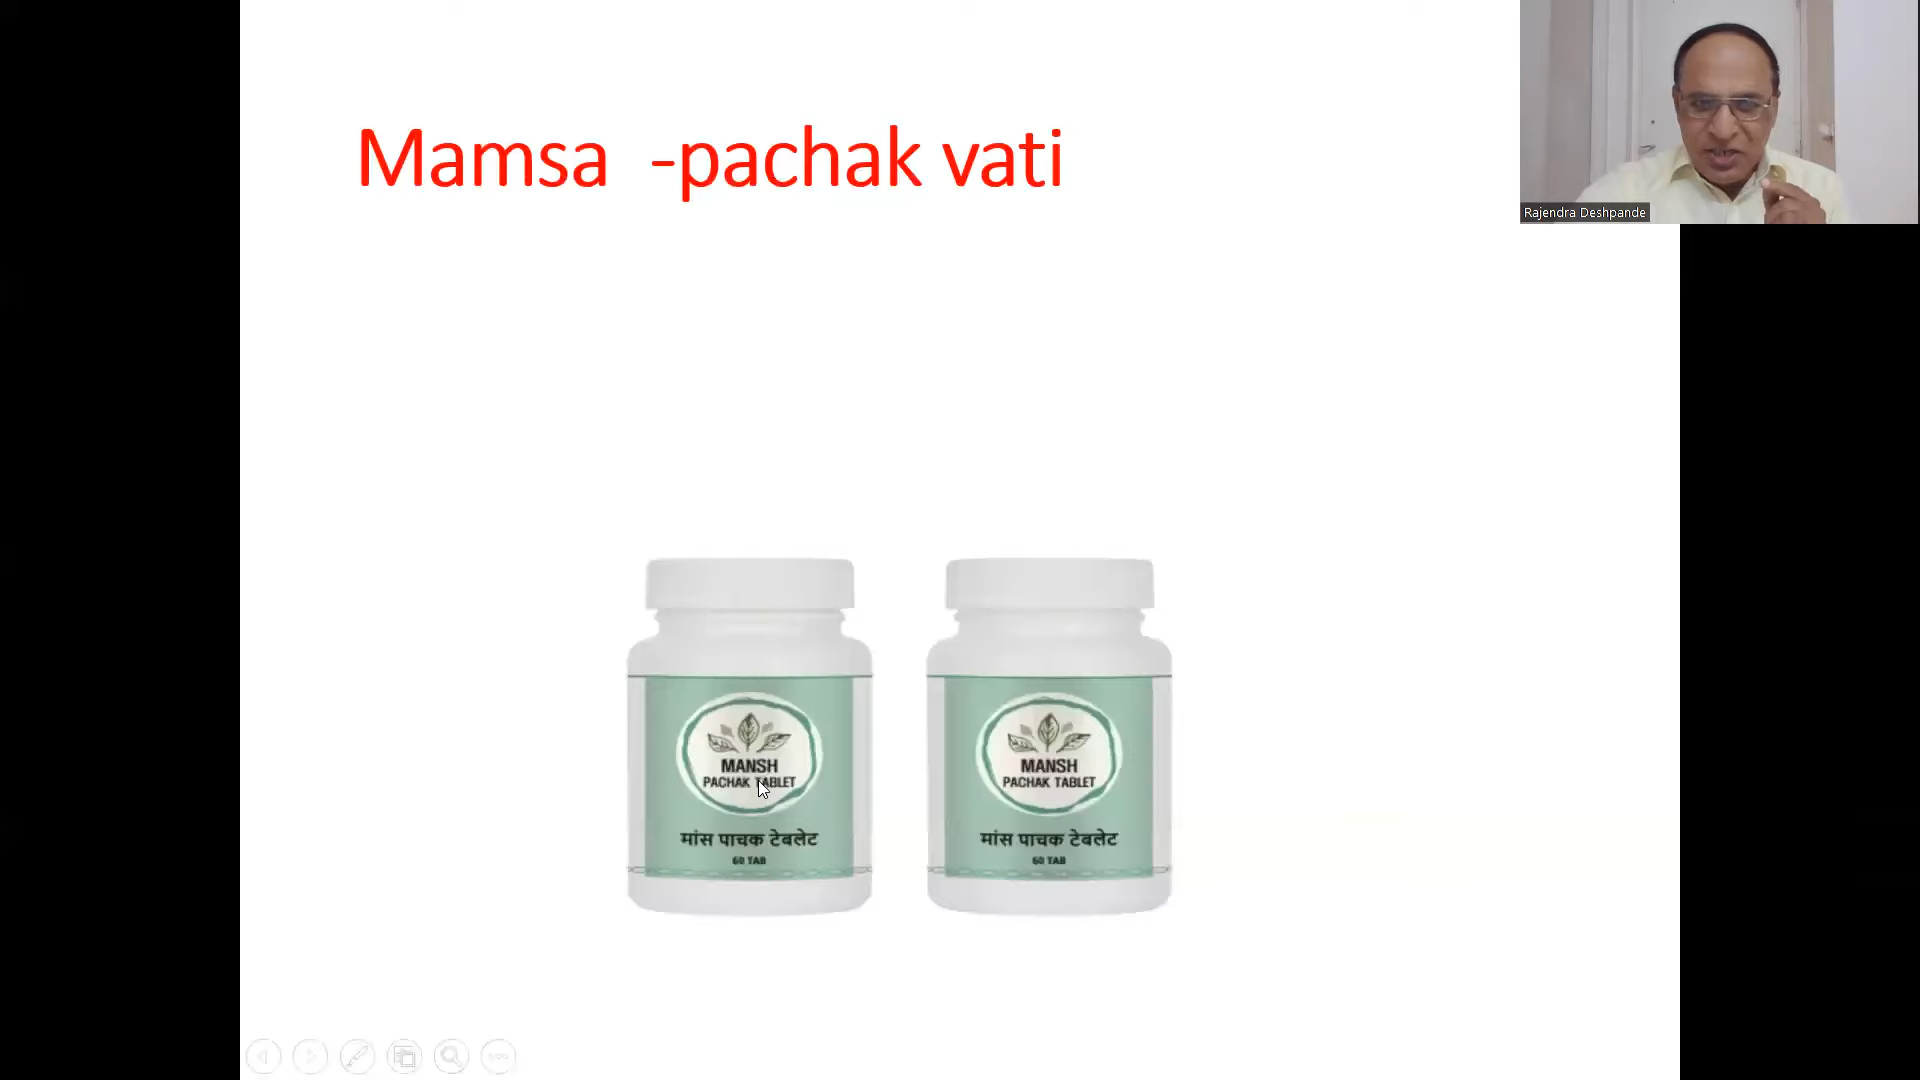 Mamsa -pachak vati
Rajendra Deshpande
MANSH
PACHAK TABLET
मांस पाचक टेबलेट
60 TAB
MANSH
PACHAK TABLET
मांस पाचक टेबलेट
60 TAB